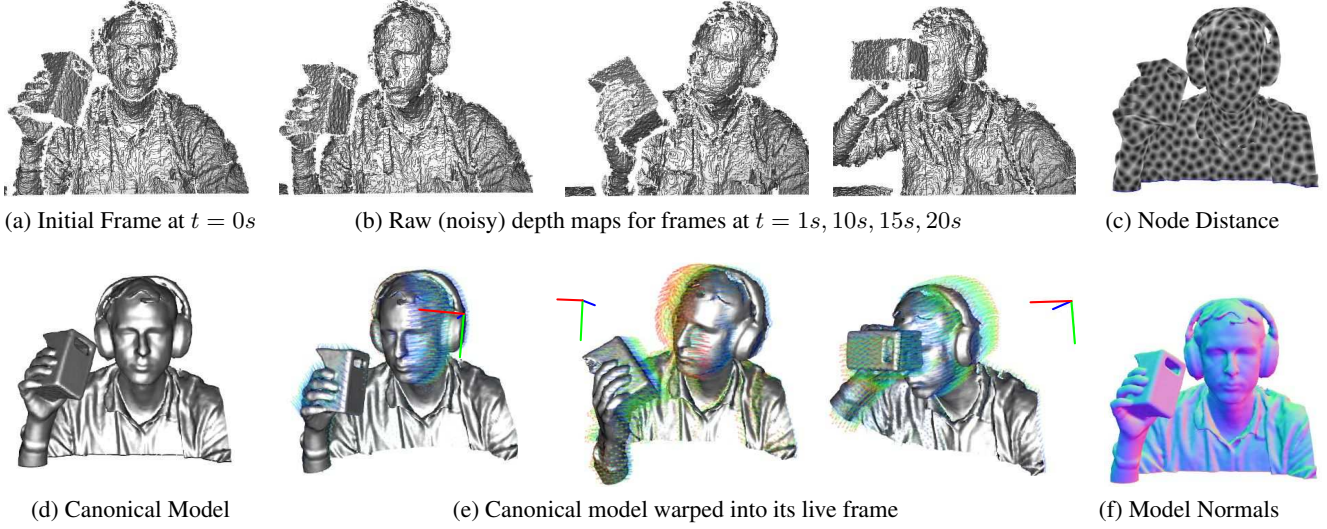 (a) Initial Frame at t = 0s
(b) Raw (noisy) depth maps for frames at t = 1s, 10s, 15s, 20s
(c) Node Distance
(d) Canonical Model
(e) Canonical model warped into its live frame
(f) Model Normals